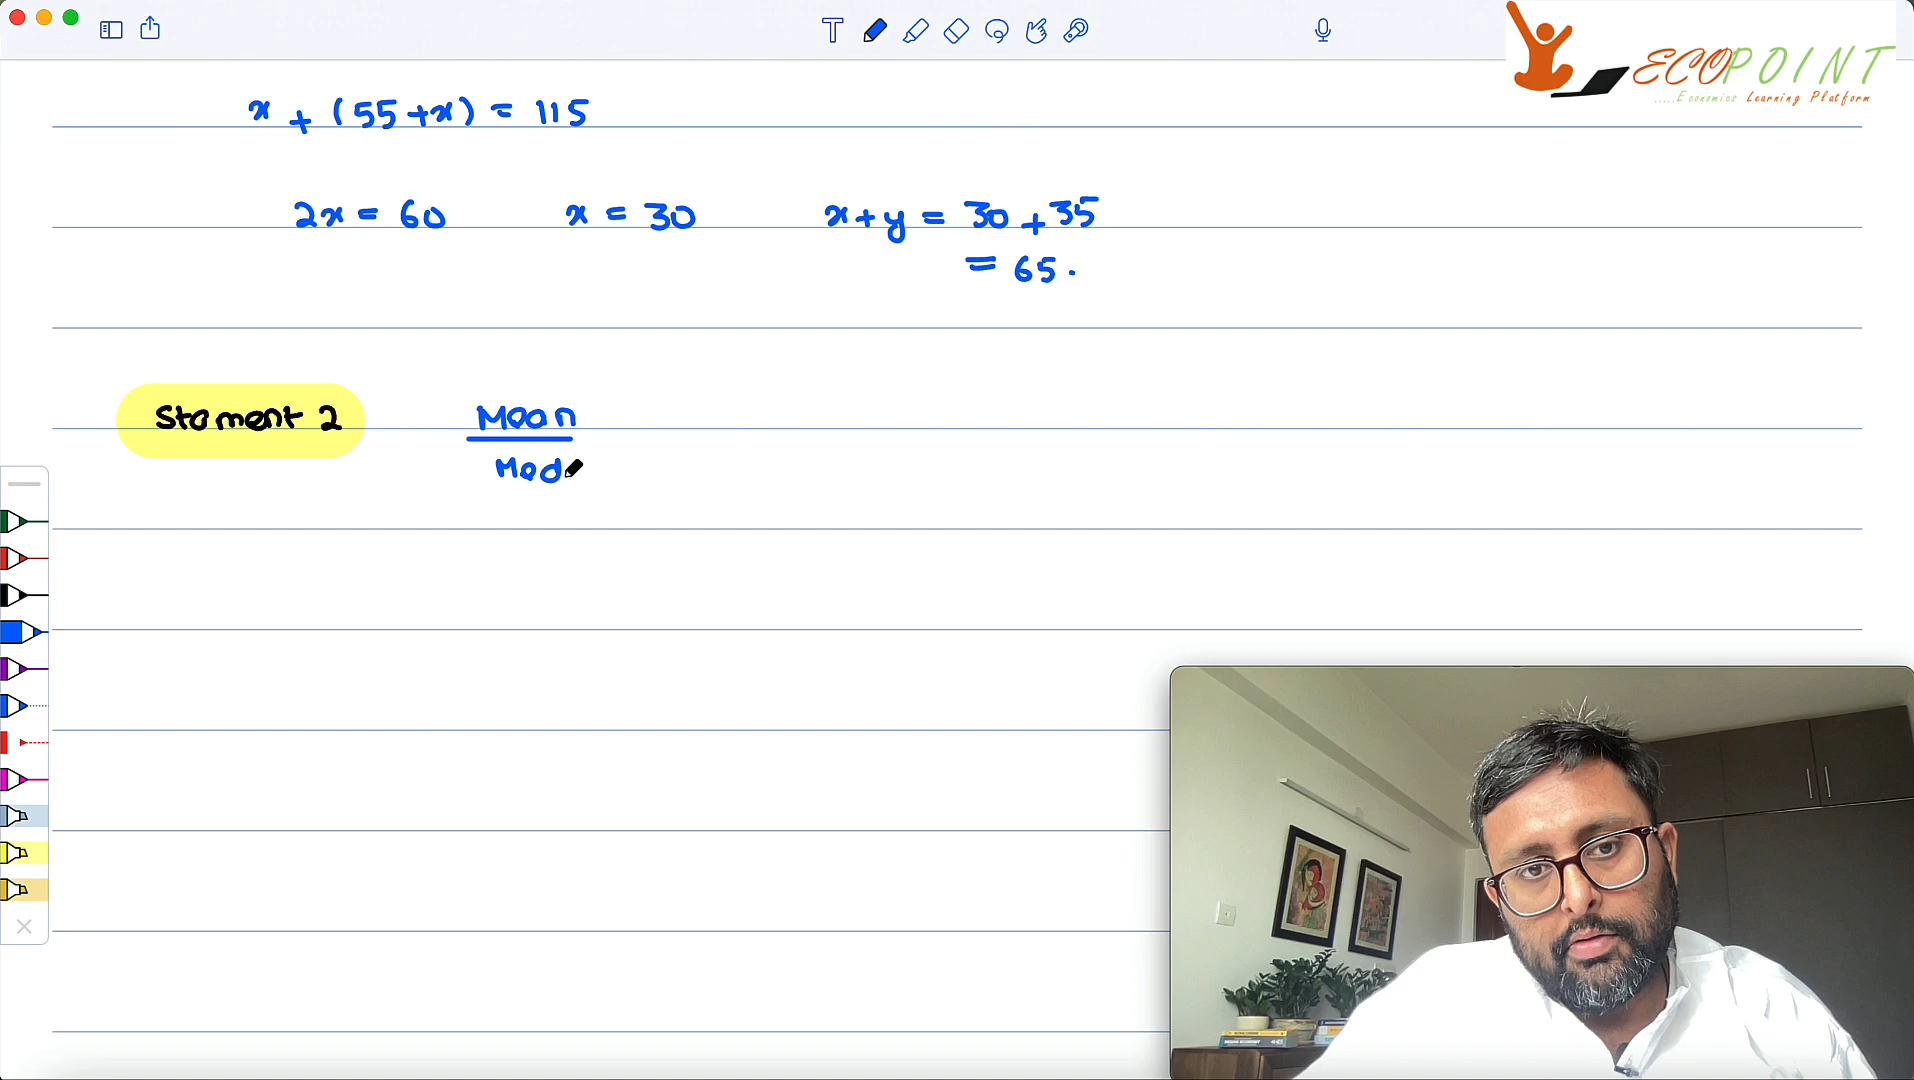 ECOPOINT
.....Economics Learning Platform
x + (55+x) = 115
2x = 60 x = 30 x+y = 30 + 35
= 65.
Stament 2 Mean
Med